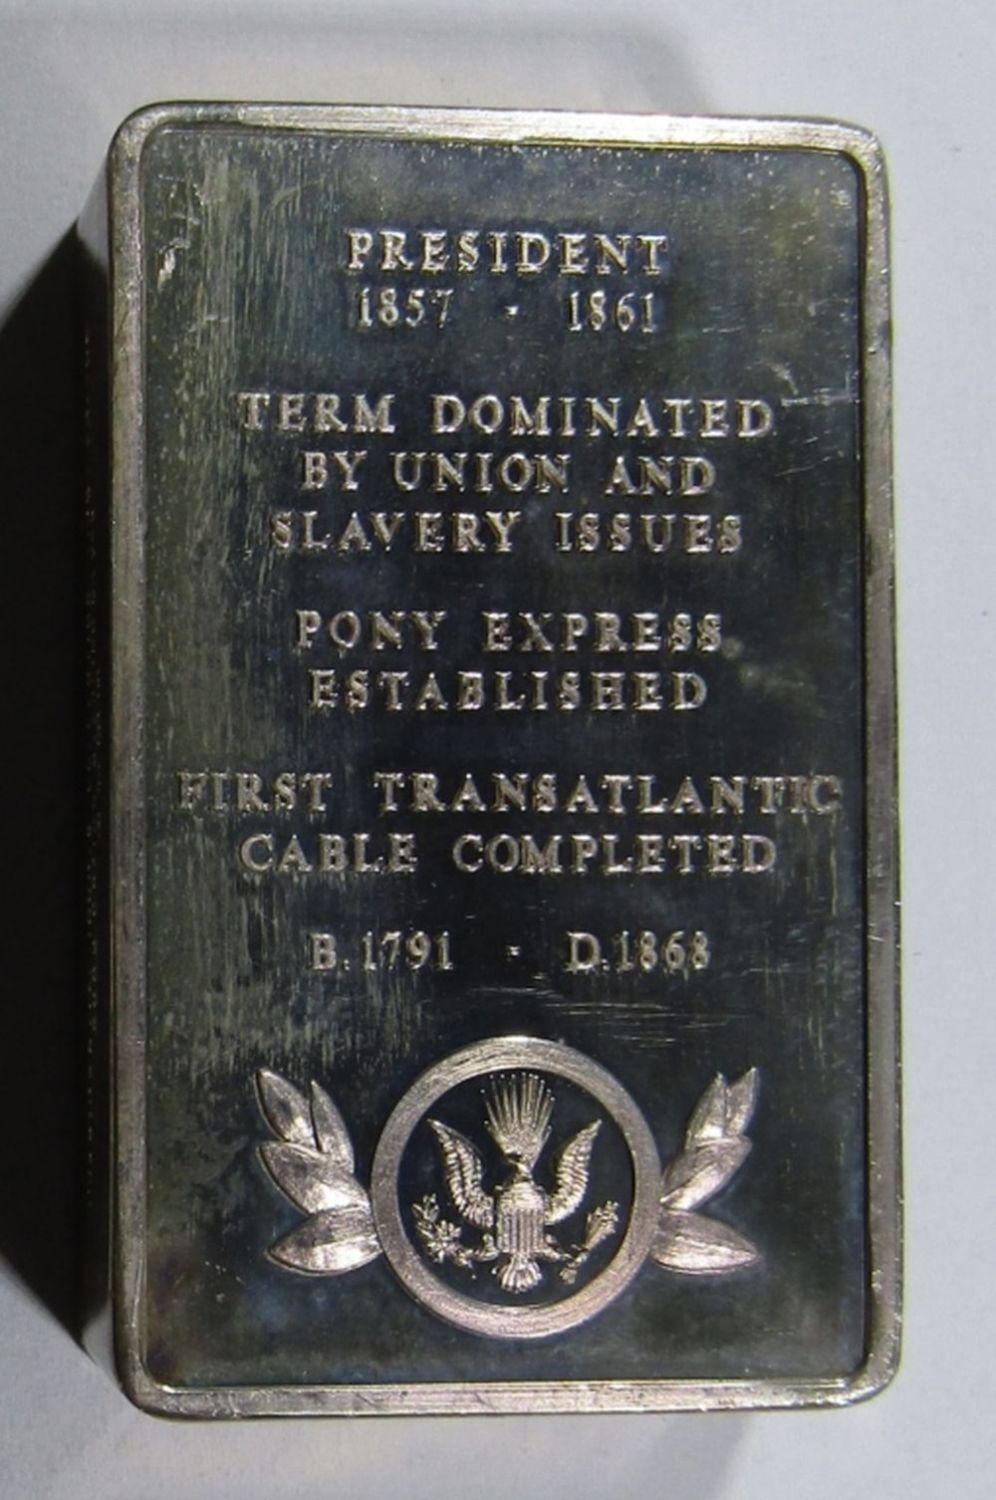 PRESIDENT
1857 · 1861
TERM DOMINATED
BY UNION AND
SLAVERY ISSUES
PONY EXPRESS
ESTABLISHED
FIRST TRANSATLANTIC
CABLE COMPLETED
B.1791 · D.1868